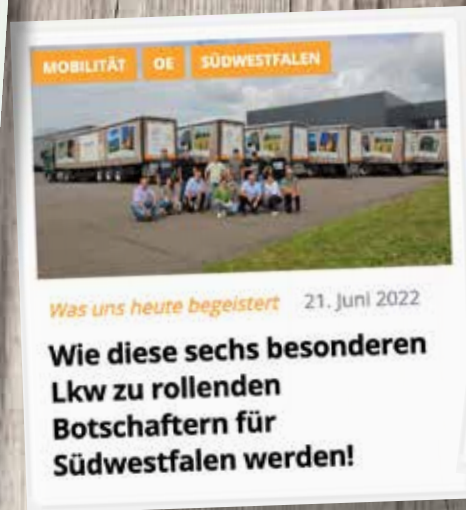 MOBILITÄT OE SÜDWESTFALEN
Was uns heute begeistert 21. Juni 2022
Wie diese sechs besonderen
Lkw zu rollenden
Botschaftern für
Südwestfalen werden!